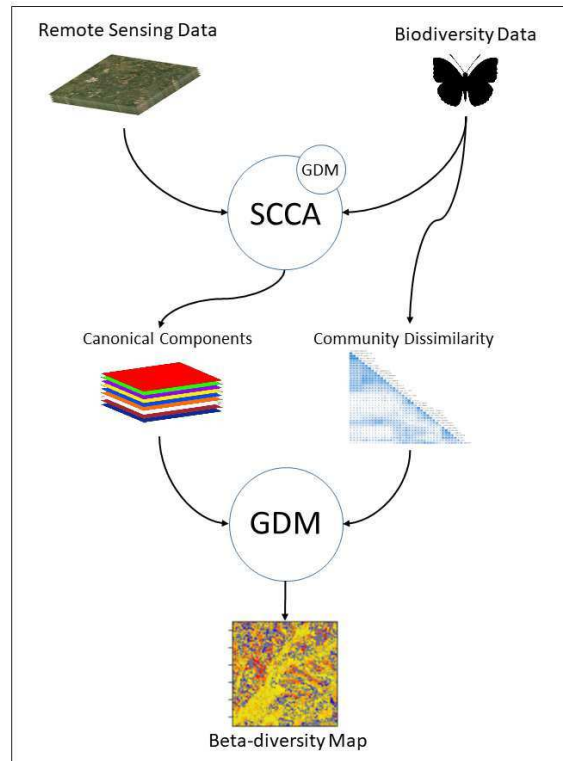 Remote Sensing Data
Biodiversity Data
GDM
SCCA
Canonical Components
Community Dissimilarity
GDM
Beta-diversity Map